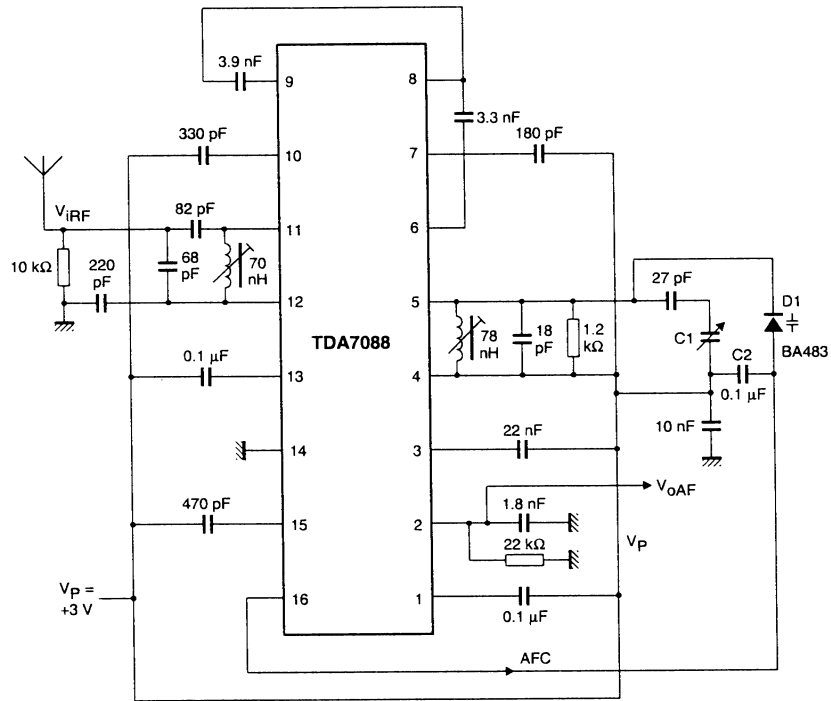 3.9 nF
9
8
3.3 nF
330 pF
180 pF
10
7
V_iRF
82 pF
11
6
10 kΩ
220 pF
68 pF
70 nH
12
5
27 pF
D1
BA483
TDA7088
78 nH
18 pF
1.2 kΩ
C1
C2
0.1 µF
0.1 µF
13
4
10 nF
22 nF
14
3
V_oAF
470 pF
1.8 nF
15
2
22 kΩ
V_P
V_P = +3 V
16
1
0.1 µF
AFC